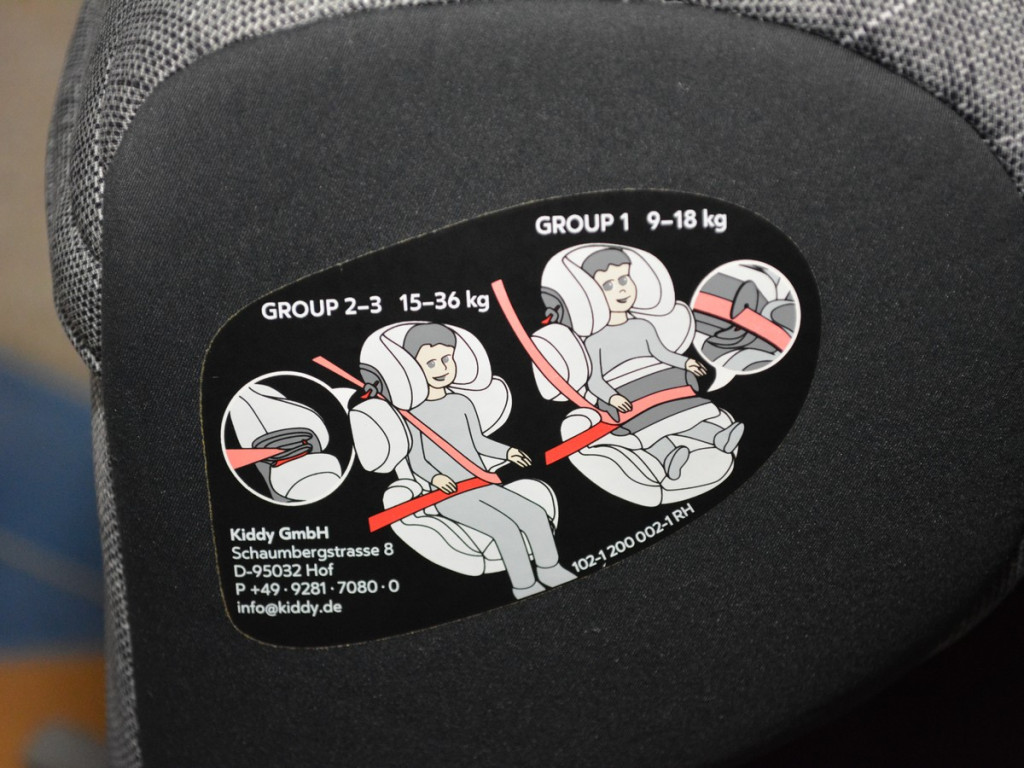 GROUP 1 9–18 kg
GROUP 2–3 15–36 kg
Kiddy GmbH
Schaumbergstrasse 8
D-95032 Hof
P +49 · 9281 · 7080 · 0
info@kiddy.de
102-1 200 002-1 RH